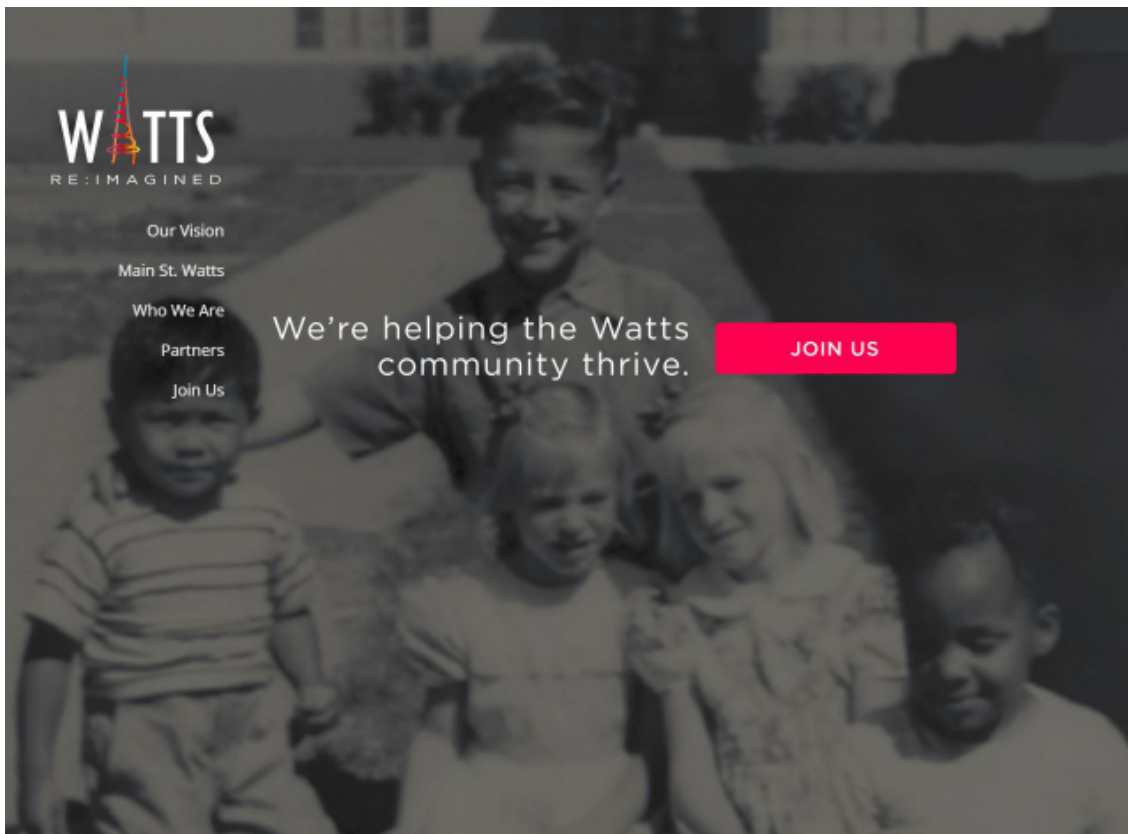 WATTS
RE:IMAGINED
Our Vision
Main St. Watts
Who We Are
Partners
Join Us
We're helping the Watts
community thrive.
JOIN US